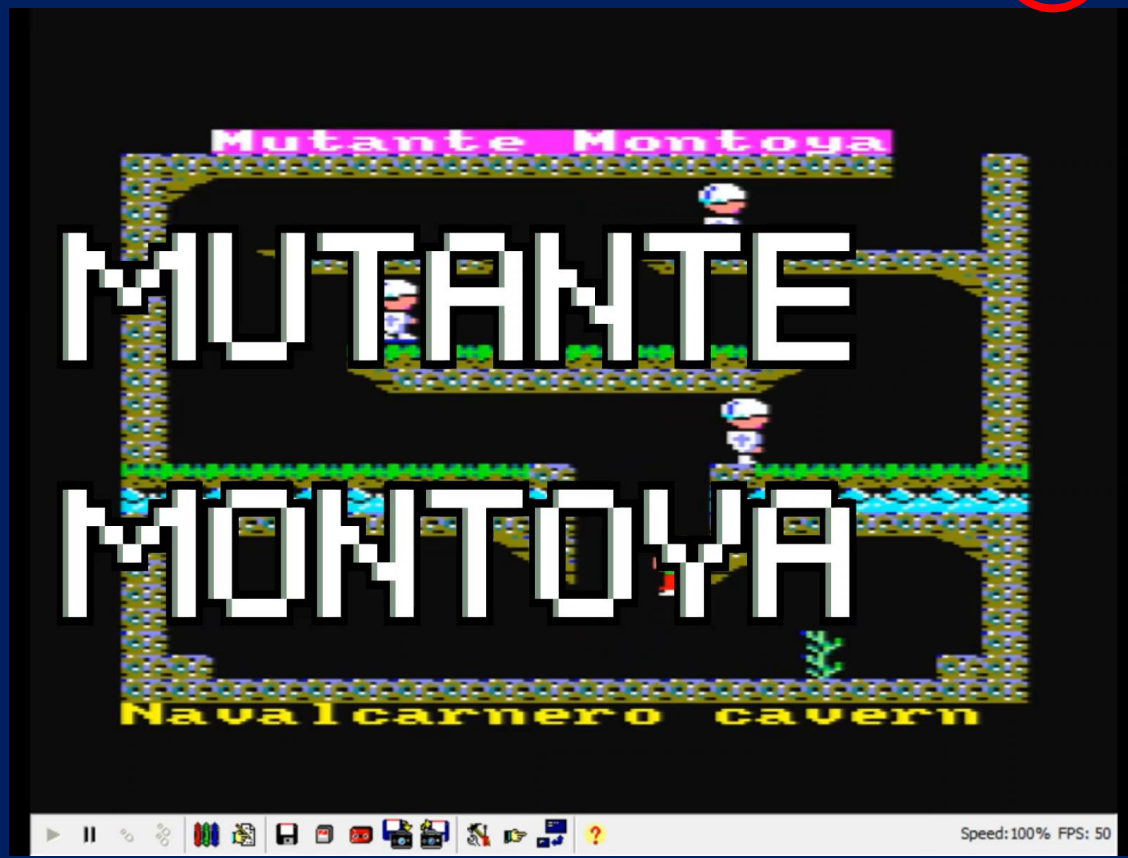 Mutante Montoya
MUTANTE
MONTOYA
Navalcarnero cavern
? Speed:100% FPS: 50